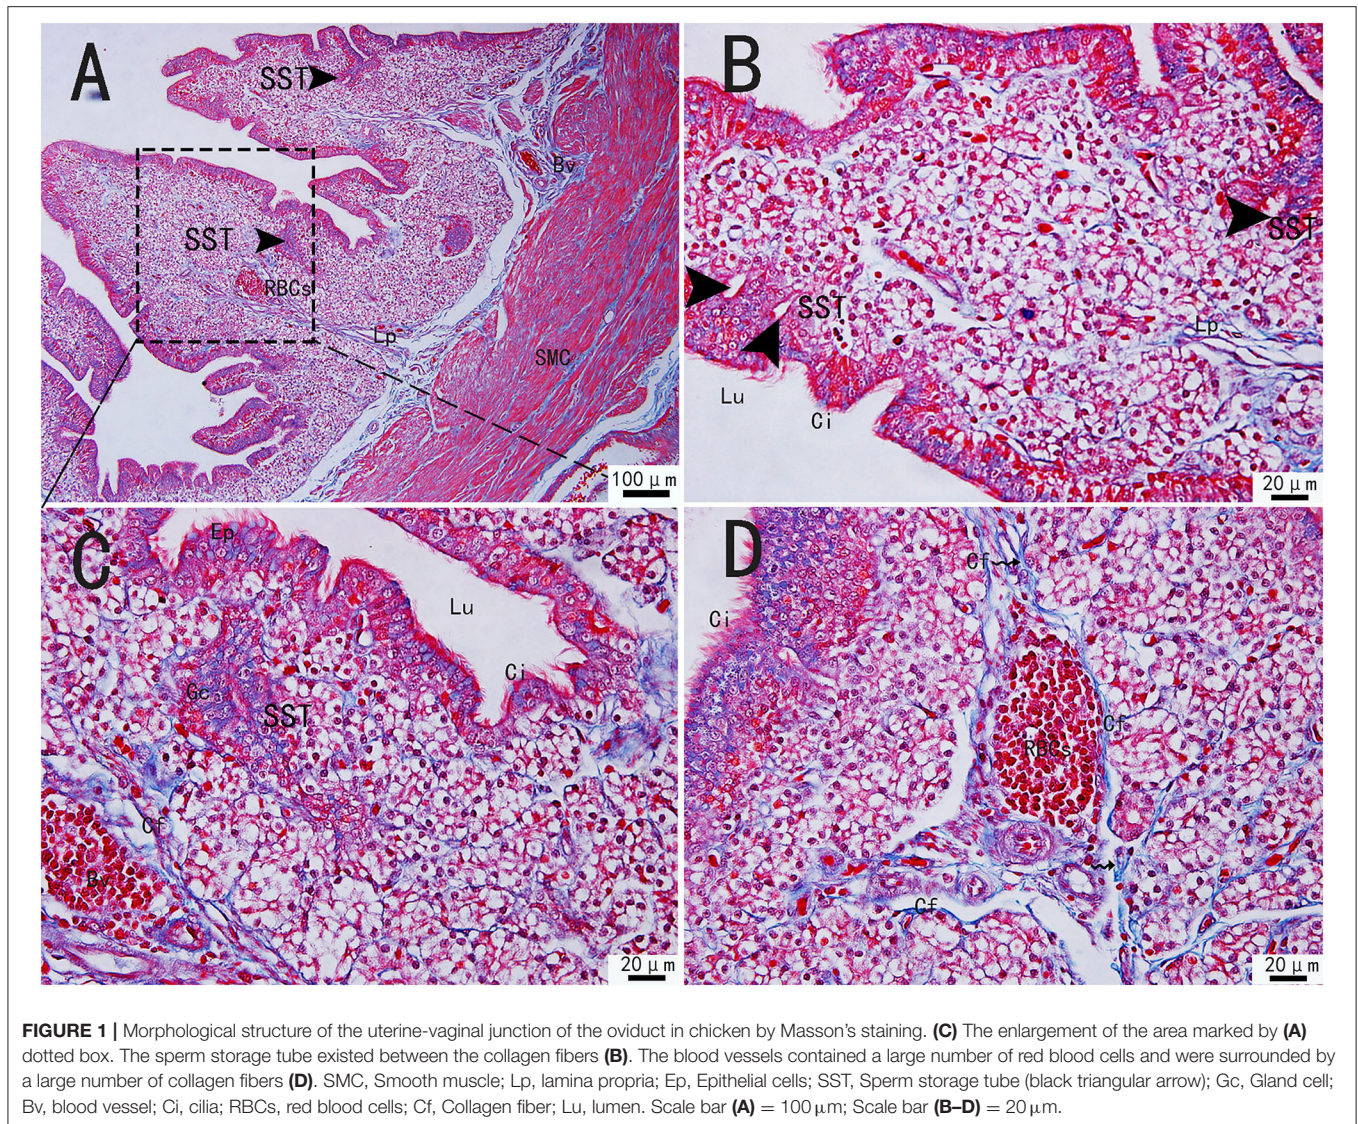 A
SST
Bv
SST
RBCs
Lp
SMC
100 μm
B
SST
SST
Lp
Lu
Ci
20 μm
C
Ep
Lu
Ci
Gc
SST
Cf
Bv
20 μm
D
Cf
Ci
Cf
RBCs
Cf
20 μm
FIGURE 1 | Morphological structure of the uterine-vaginal junction of the oviduct in chicken by Masson's staining. (C) The enlargement of the area marked by (A)
dotted box. The sperm storage tube existed between the collagen fibers (B). The blood vessels contained a large number of red blood cells and were surrounded by
a large number of collagen fibers (D). SMC, Smooth muscle; Lp, lamina propria; Ep, Epithelial cells; SST, Sperm storage tube (black triangular arrow); Gc, Gland cell;
Bv, blood vessel; Ci, cilia; RBCs, red blood cells; Cf, Collagen fiber; Lu, lumen. Scale bar (A) = 100 μm; Scale bar (B–D) = 20 μm.